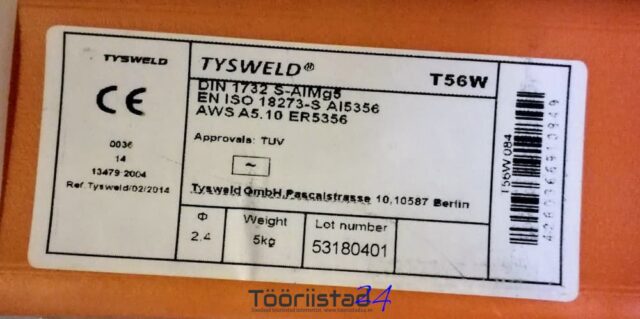 TYSWELD
CE
0036
14
13479-2004
Ref.Tysweld/02/2014
TYSWELD® T56W
DIN 1732 S-AlMg5
EN ISO 18273-S Al5356
AWS A5.10 ER5356
Approvals: TUV
~
Tysweld GmbH,Pascalstrasse 10,10587 Berlin
Φ Weight Lot number
2,4 5kg 53180401
T56W 084
Tööriistad24